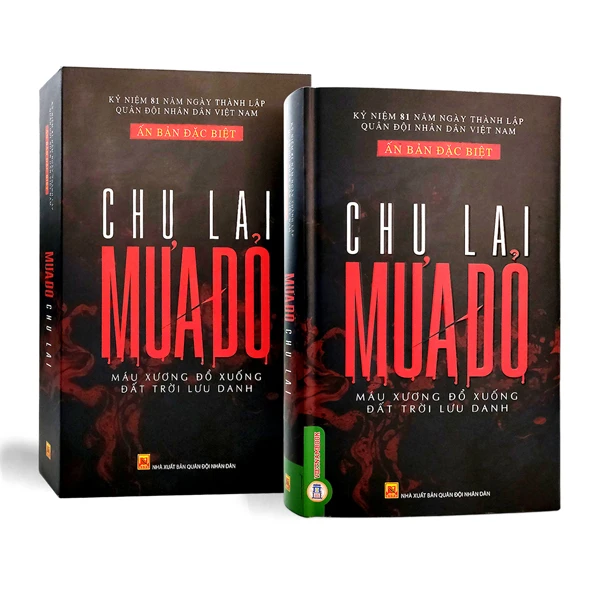 KỶ NIỆM 81 NĂM NGÀY THÀNH LẬP
QUÂN ĐỘI NHÂN DÂN VIỆT NAM
ẤN BẢN ĐẶC BIỆT
CHU LAI
MƯA ĐỎ
MÁU XƯƠNG ĐỔ XUỐNG
ĐẤT TRỜI LƯU DANH
NHÀ XUẤT BẢN QUÂN ĐỘI NHÂN DÂN
MƯA ĐỎ CHU LAI
KỶ NIỆM 81 NĂM NGÀY THÀNH LẬP
QUÂN ĐỘI NHÂN DÂN VIỆT NAM
ẤN BẢN ĐẶC BIỆT
CHU LAI
MƯA ĐỎ
MÁU XƯƠNG ĐỔ XUỐNG
ĐẤT TRỜI LƯU DANH
NHÀ XUẤT BẢN QUÂN ĐỘI NHÂN DÂN
MƯA ĐỎ CHU LAI